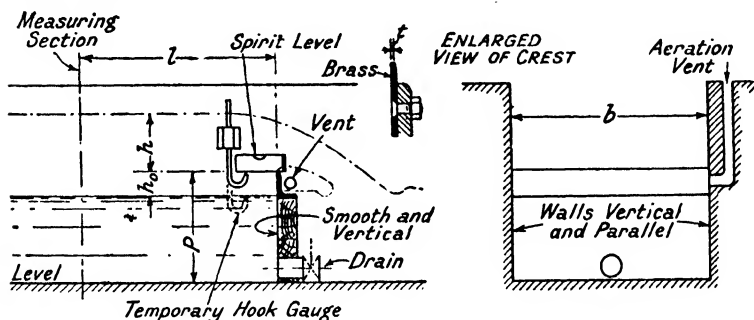 Measuring
Section
l
Spirit Level
Brass
t
ENLARGED
VIEW OF CREST
Aeration
Vent
h
h₀
Vent
b
P
Smooth and
Vertical
Drain
Level
Temporary Hook Gauge
Walls Vertical
and Parallel